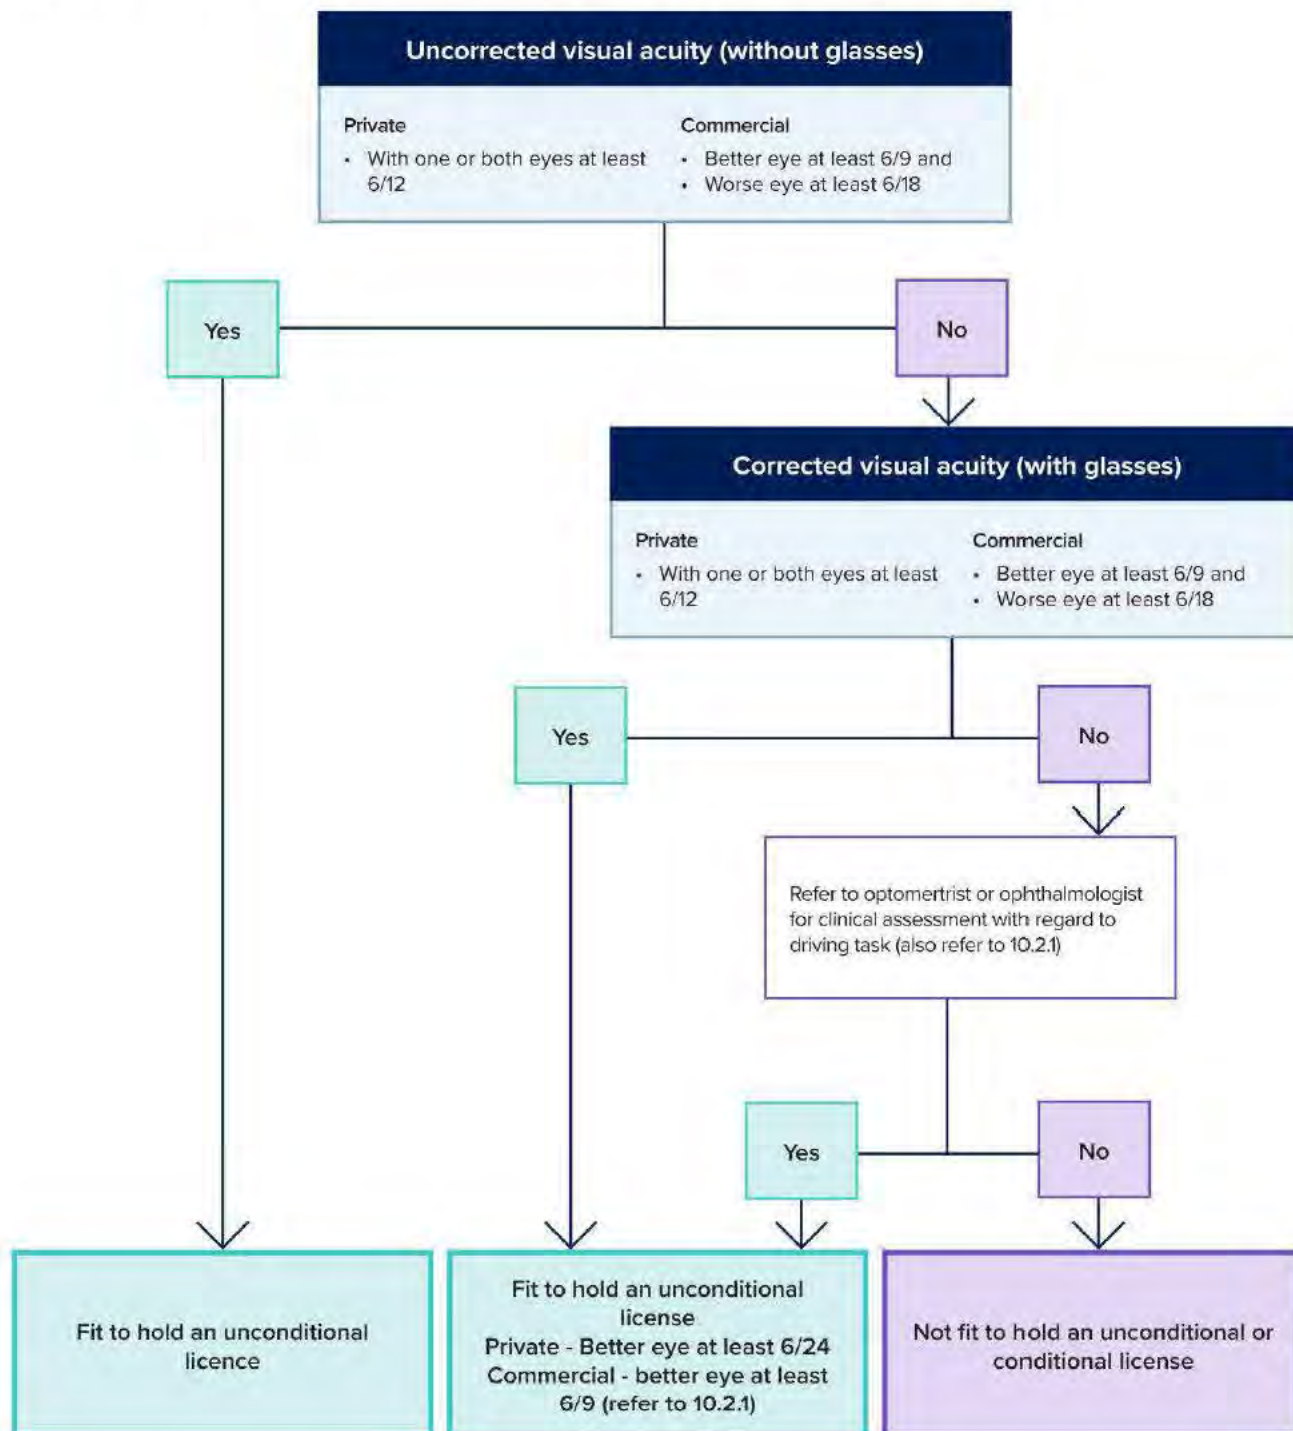 Uncorrected visual acuity (without glasses)
Private
• With one or both eyes at least
6/12
Commercial
• Better eye at least 6/9 and
• Worse eye at least 6/18
Yes
No
Corrected visual acuity (with glasses)
Private
• With one or both eyes at least
6/12
Commercial
• Better eye at least 6/9 and
• Worse eye at least 6/18
Yes
No
Refer to optomertrist or ophthalmologist
for clinical assessment with regard to
driving task (also refer to 10.2.1)
Yes
No
Fit to hold an unconditional
licence
Fit to hold an unconditional
license
Private - Better eye at least 6/24
Commercial - better eye at least
6/9 (refer to 10.2.1)
Not fit to hold an unconditional or
conditional license